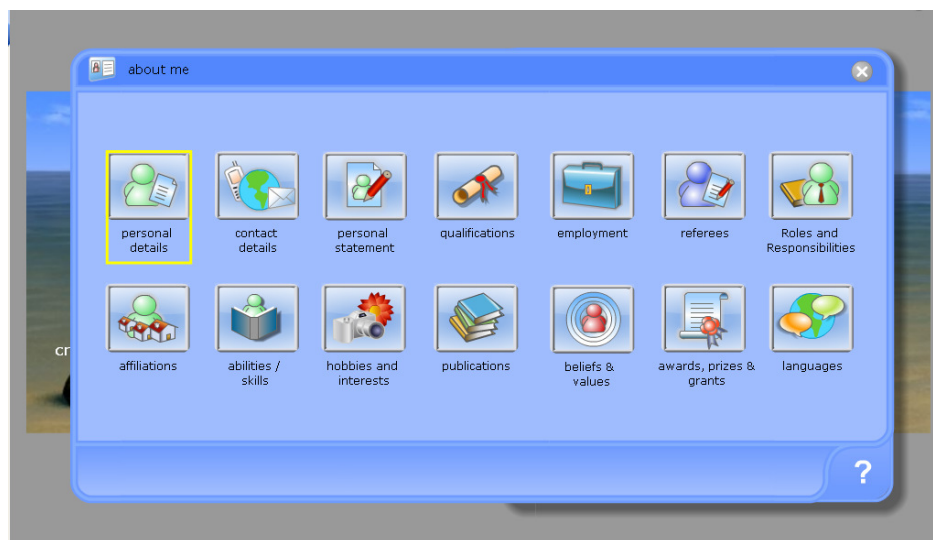 about me
personal
details
contact
details
personal
statement
qualifications
employment
referees
Roles and
Responsibilities
cr
affiliations
abilities /
skills
hobbies and
interests
publications
beliefs &
values
awards, prizes &
grants
languages
?